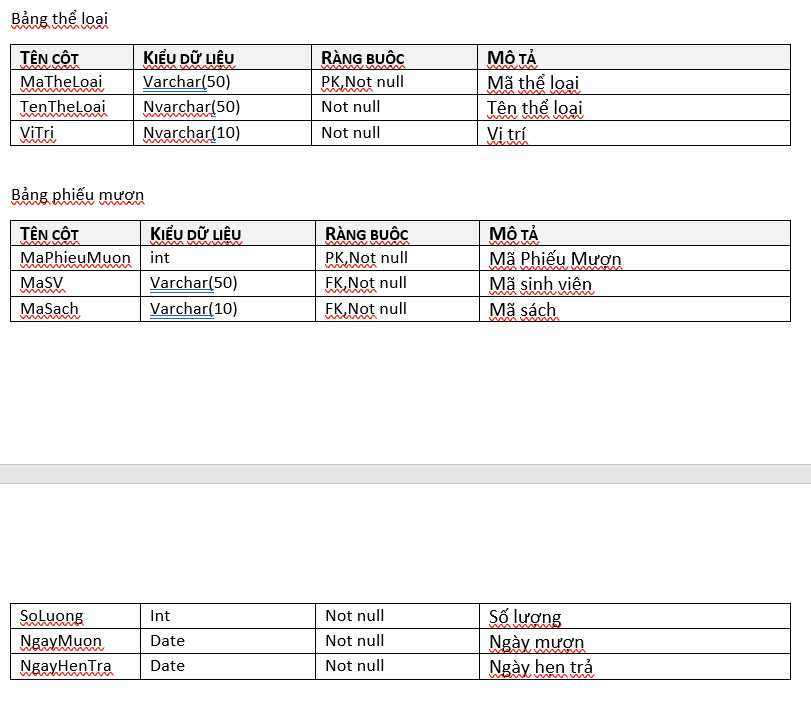 Bảng thể loại
TÊN CỘT KIỂU DỮ LIỆU RÀNG BUỘC MÔ TẢ
MaTheLoai Varchar(50) PK,Not null Mã thể loại
TenTheLoai Nvarchar(50) Not null Tên thể loại
ViTri Nvarchar(10) Not null Vị trí
Bảng phiếu mượn
TÊN CỘT KIỂU DỮ LIỆU RÀNG BUỘC MÔ TẢ
MaPhieuMuon int PK,Not null Mã Phiếu Mượn
MaSV Varchar(50) FK,Not null Mã sinh viên
MaSach Varchar(10) FK,Not null Mã sách
SoLuong Int Not null Số lượng
NgayMuon Date Not null Ngày mượn
NgayHenTra Date Not null Ngày hẹn trả